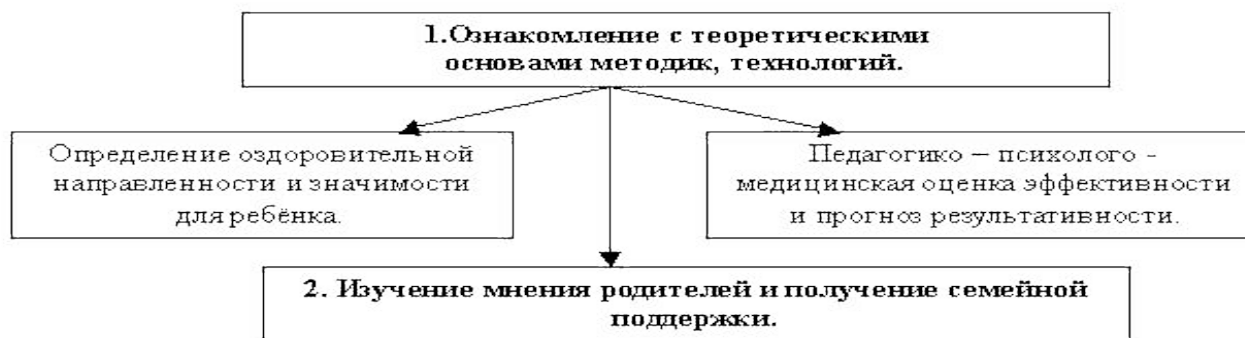 1.Ознакомление с теоретическими
основами методик, технологий.
Определение оздоровительной
направленности и значимости
для ребёнка.
Педагогико – психолого -
медицинская оценка эффективности
и прогноз результативности.
2. Изучение мнения родителей и получение семейной
поддержки.